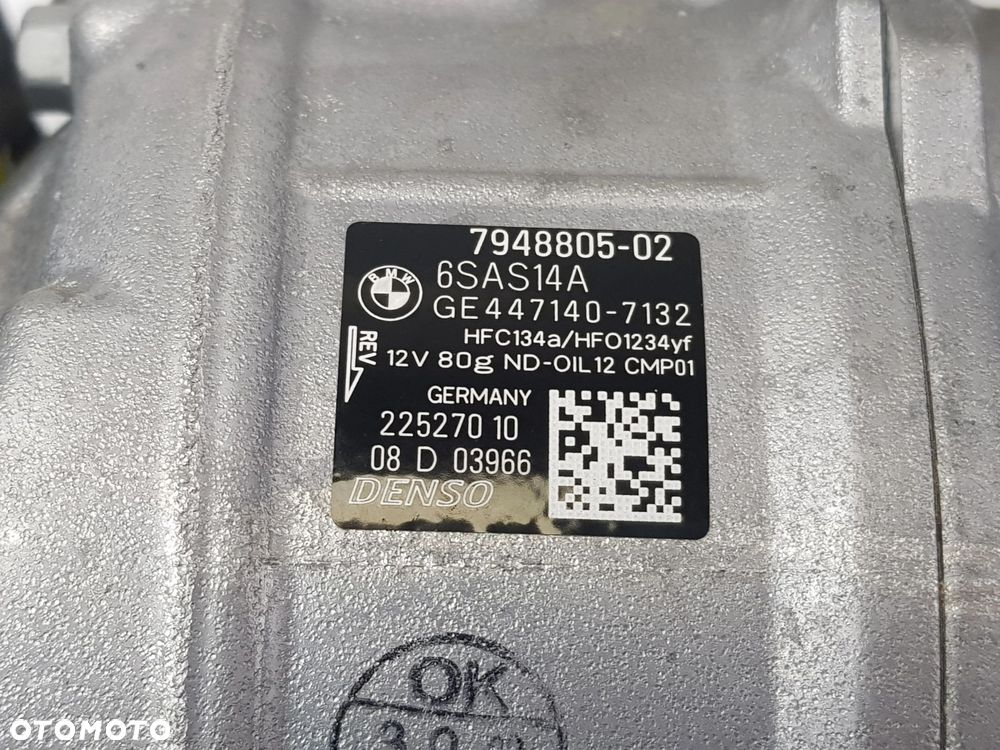 7948805-02
BMW
6SAS14A
GE447140-7132
HFC134a/HFO1234yf
REV
12V 80g ND-OIL12 CMP01
GERMANY
22527010
08 D 03966
DENSO
OK
OTOMOTO